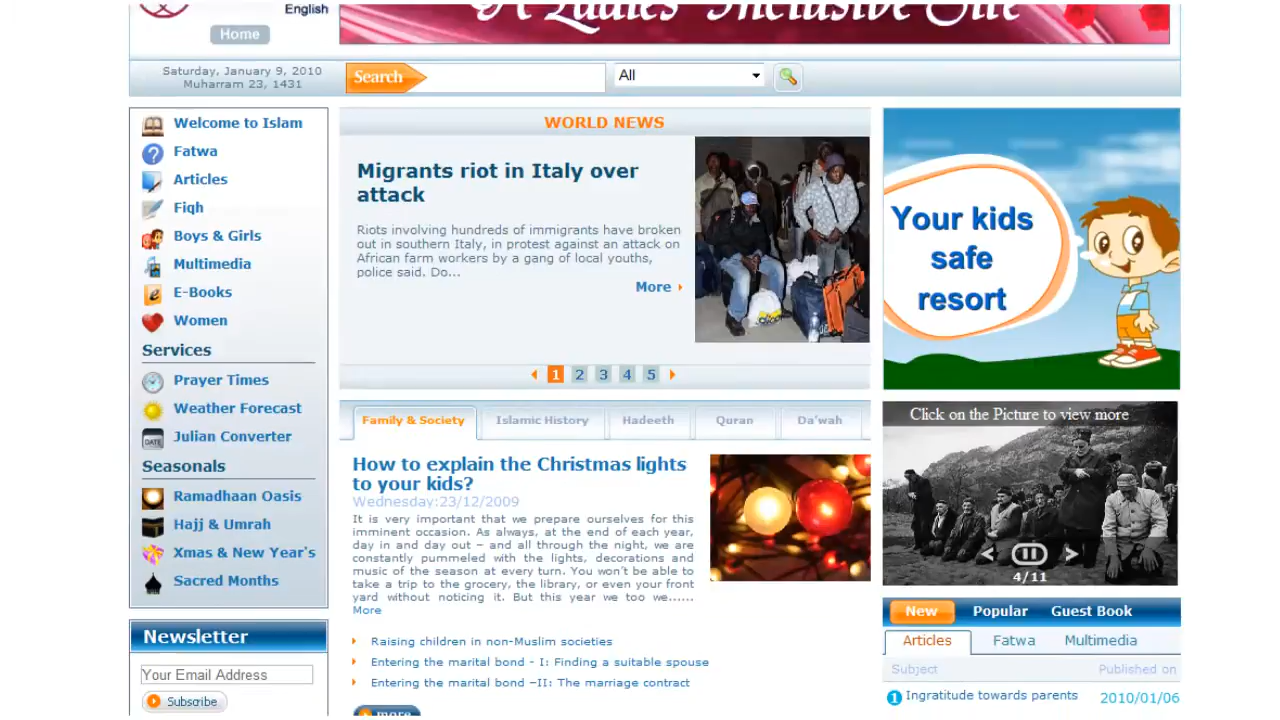 English
A Ladies' Inclusive Site
Home
Saturday, January 9, 2010
Muharram 23, 1431
Search
All
Welcome to Islam
Fatwa
Articles
Fiqh
Boys & Girls
Multimedia
E-Books
Women
Services
Prayer Times
Weather Forecast
DATE
Julian Converter
Seasonals
Ramadhaan Oasis
Hajj & Umrah
Xmas & New Year's
Sacred Months
Newsletter
Your Email Address
Subscribe
WORLD NEWS
Migrants riot in Italy over
attack
Riots involving hundreds of immigrants have broken
out in southern Italy, in protest against an attack on
African farm workers by a gang of local youths,
police said. Do...
More
1 2 3 4 5
Family & Society Islamic History Hadeeth Quran Da'wah
How to explain the Christmas lights
to your kids?
Wednesday:23/12/2009
It is very important that we prepare ourselves for this
imminent occasion. As always, at the end of each year,
day in and day out – and all through the night, we are
constantly pummeled with the lights, decorations and
music of the season at every turn. You won't be able to
take a trip to the grocery, the library, or even your front
yard without noticing it. But this year we too we......
More
Raising children in non-Muslim societies
Entering the marital bond - I: Finding a suitable spouse
Entering the marital bond –II: The marriage contract
more
Your kids
safe
resort
Click on the Picture to view more
4/11
New Popular Guest Book
Articles Fatwa Multimedia
Subject Published on
1 Ingratitude towards parents 2010/01/06